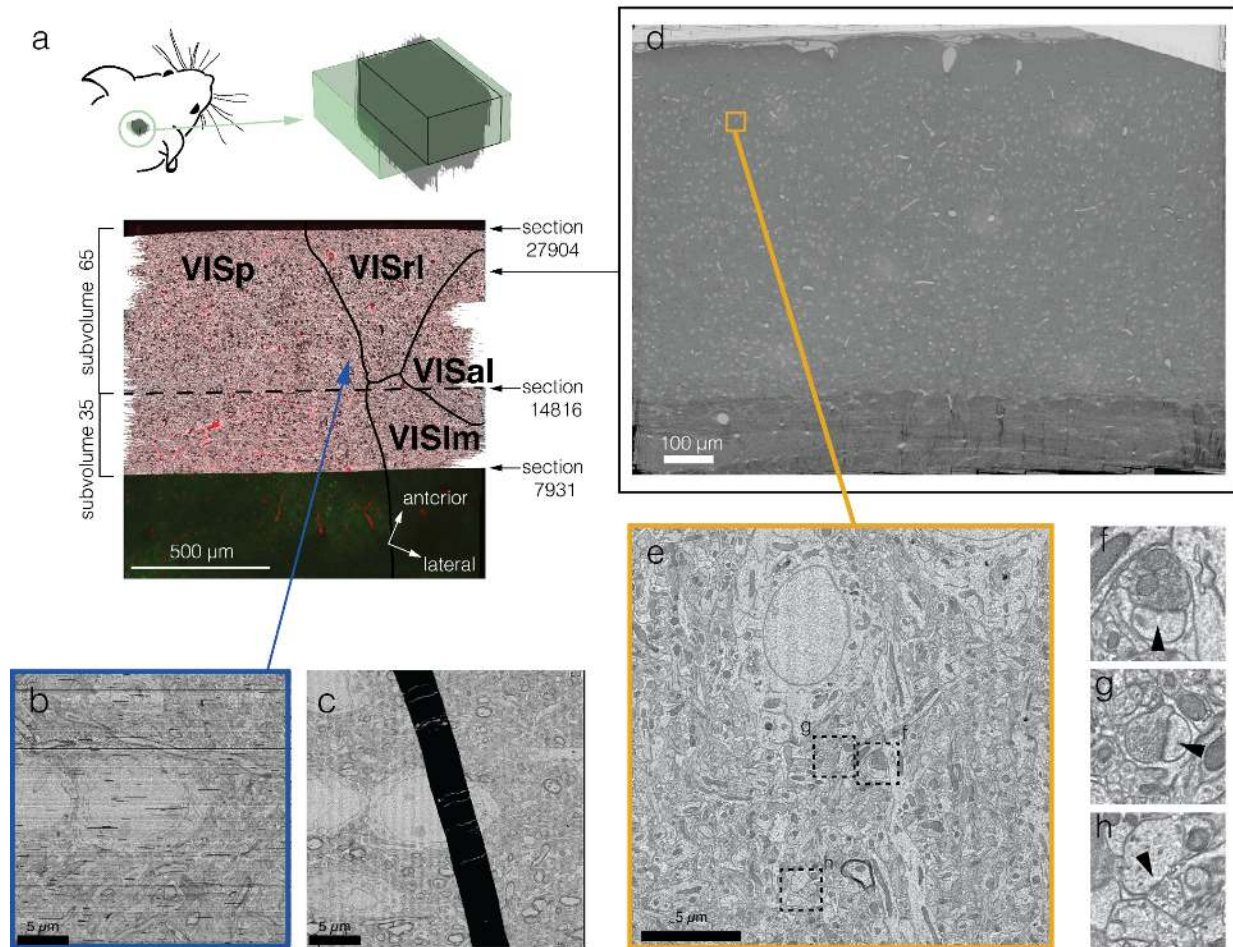 a
d
section
27904
VISp
VISrl
subvolume 65
VISal
section
14816
subvolume 35
VISlm
section
7931
antcrior
500 µm
lateral
100 µm
b
c
e
f
g
f
g
h
h
5 µm
5 µm
5 µm